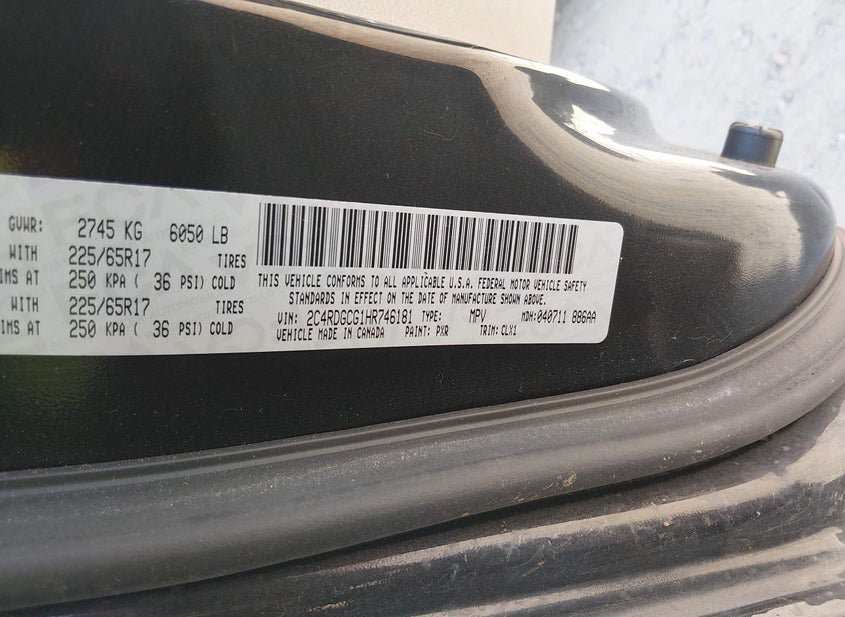 GVWR: 2745 KG 6050 LB
WITH 225/65R17 TIRES
IMS AT 250 KPA ( 36 PSI) COLD
WITH 225/65R17 TIRES
IMS AT 250 KPA ( 36 PSI) COLD
THIS VEHICLE CONFORMS TO ALL APPLICABLE U.S.A. FEDERAL MOTOR VEHICLE SAFETY
STANDARDS IN EFFECT ON THE DATE OF MANUFACTURE SHOWN ABOVE.
VIN: 2C4RDGCG1HR746181 TYPE: MPV MDH: 040711 886AA
VEHICLE MADE IN CANADA PAINT: PXR TRIM: CLX1